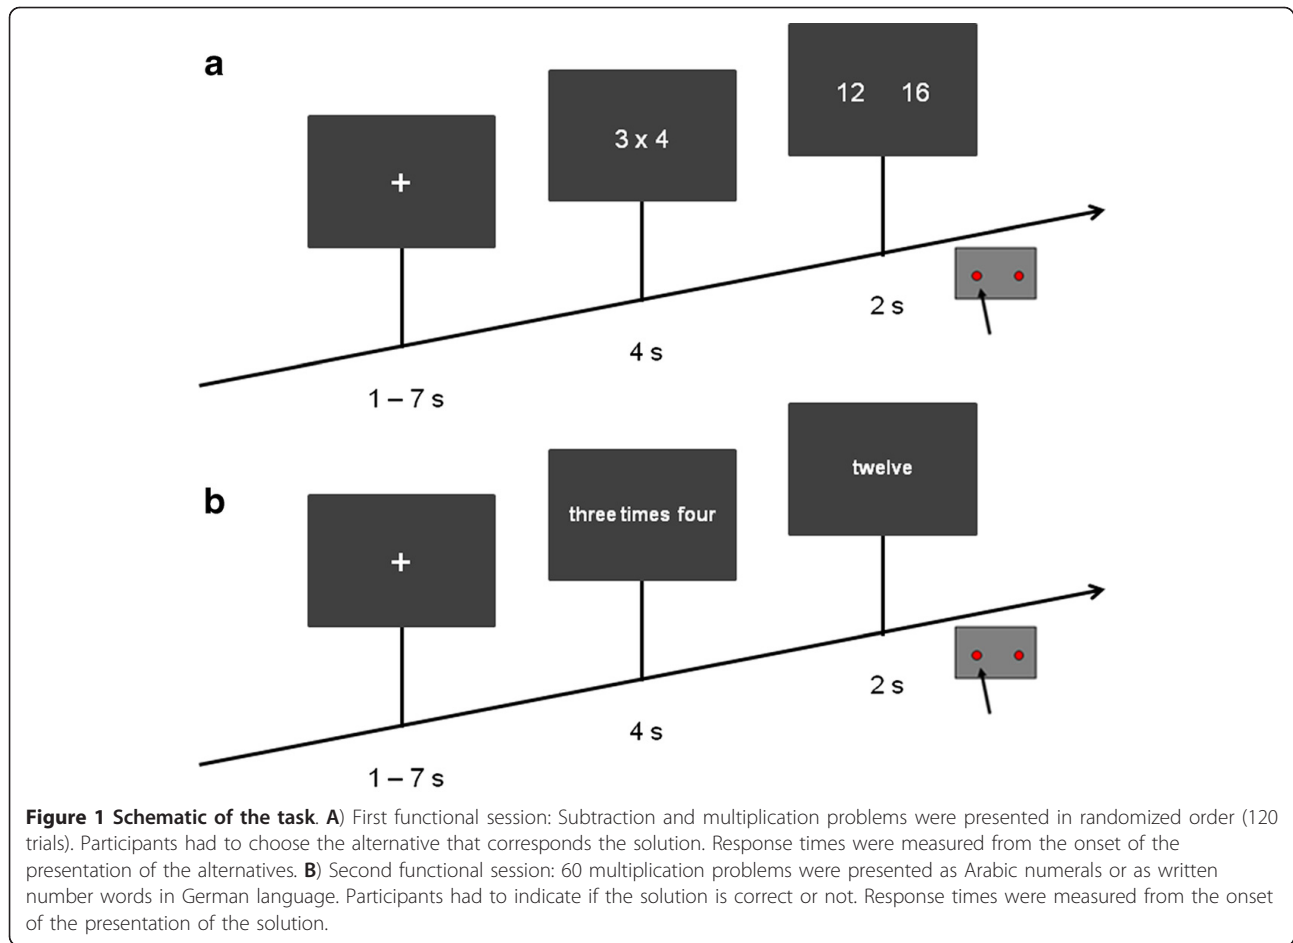 a
12 16
3 x 4
+
2 s
4 s
1 – 7 s
b
twelve
three times four
+
2 s
4 s
1 – 7 s
Figure 1 Schematic of the task. A) First functional session: Subtraction and multiplication problems were presented in randomized order (120
trials). Participants had to choose the alternative that corresponds the solution. Response times were measured from the onset of the
presentation of the alternatives. B) Second functional session: 60 multiplication problems were presented as Arabic numerals or as written
number words in German language. Participants had to indicate if the solution is correct or not. Response times were measured from the onset
of the presentation of the solution.